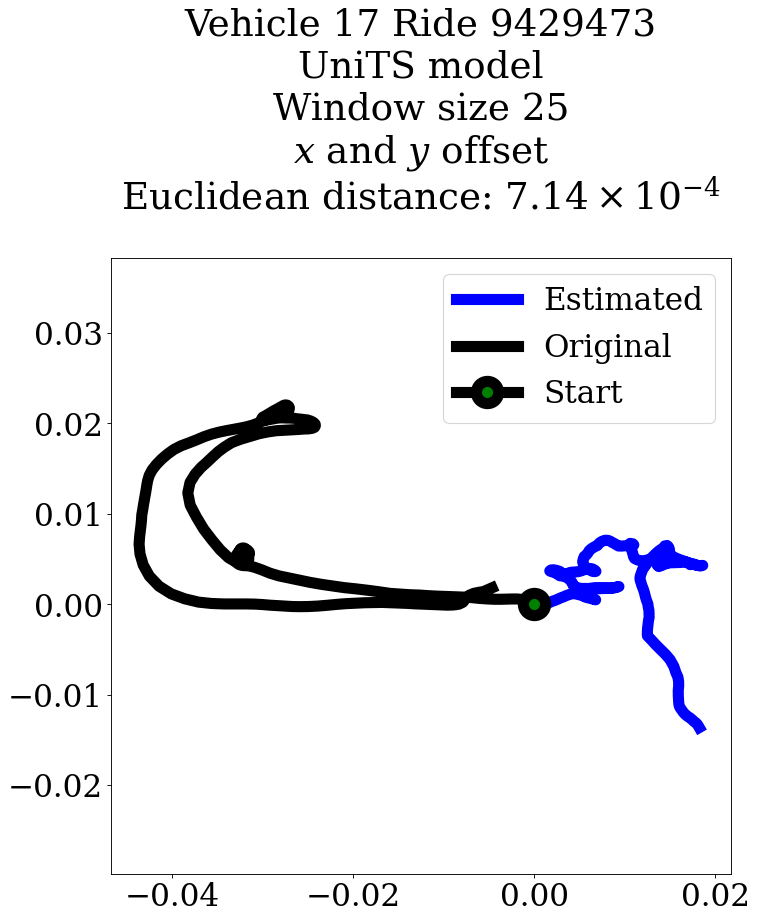 Vehicle 17 Ride 9429473
UniTS model
Window size 25
x and y offset
Euclidean distance: 7.14 × 10⁻⁴
Estimated
Original
Start
0.03
0.02
0.01
0.00
−0.01
−0.02
−0.04
−0.02
0.00
0.02